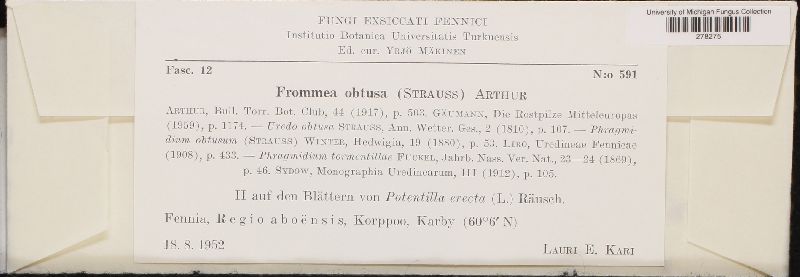 FUNGI EXSICCATI FENNICI
Institutio Botanica Universitatis Turkuensis
Ed. cur. YRJÖ MÄKINEN
University of Michigan Fungus Collection
278275
Fasc. 12
N:o 591
Frommea obtusa (STRAUSS) ARTHUR
ARTHUR, Bull. Torr. Bot. Club, 44 (1917), p. 503. GÄUMANN, Die Rostpilze Mitteleuropas
(1959), p. 1174. — Uredo obtusa STRAUSS, Ann. Wetter. Ges., 2 (1810), p. 107. — Phragmi-
dium obtusum (STRAUSS) WINTER, Hedwigia, 19 (1880), p. 53. LIRO, Uredineae Fennicae
(1908), p. 433. — Phragmidium tormentillae FUCKEL, Jahrb. Nass. Ver. Nat., 23—24 (1869),
p. 46. SYDOW, Monographia Uredinearum, III (1912), p. 105.
II auf den Blättern von Potentilla erecta (L.) Räusch.
Fennia, Regio aboënsis, Korppoo, Karby (60°6′ N)
18. 8. 1952
LAURI E. KARI